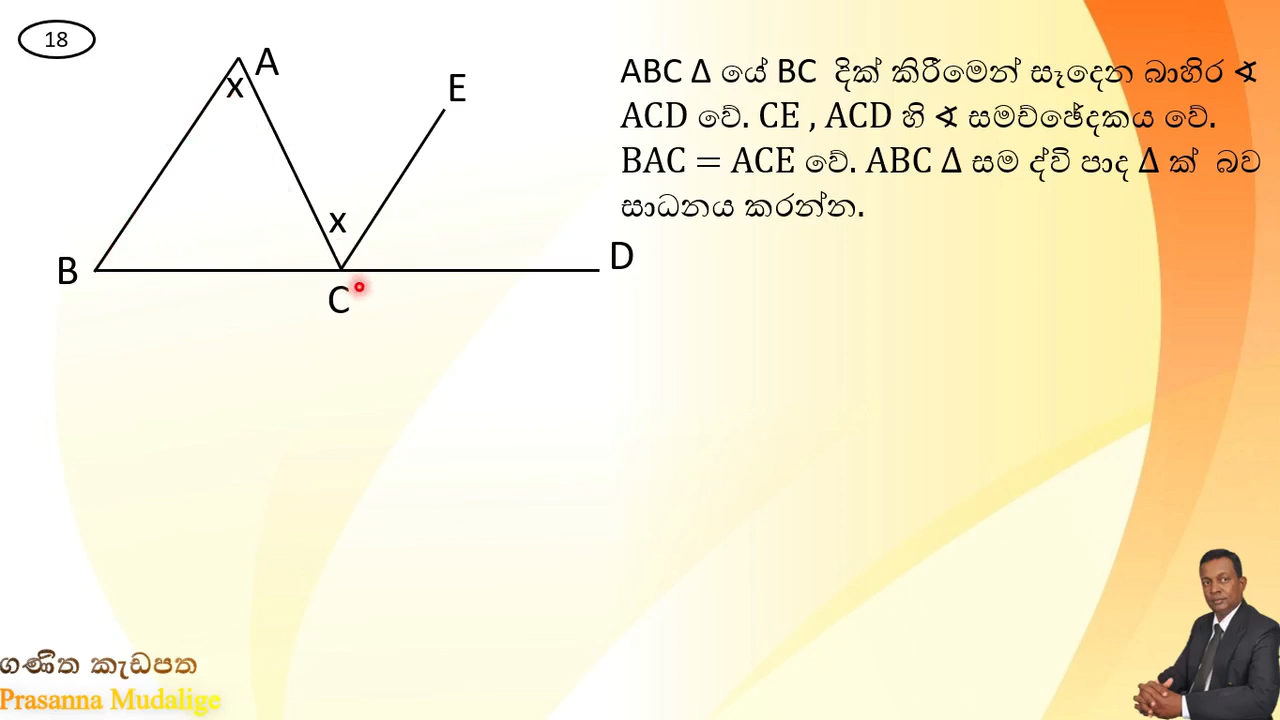 18
A
E
x
x
B
D
C
ABC Δ යේ BC දික් කිරීමෙන් සෑදෙන බාහිර ∢
ACD වේ. CE , ACD හි ∢ සමච්ඡේදකය වේ.
BAC = ACE වේ. ABC Δ සම ද්වි පාද Δ ක් බව
සාධනය කරන්න.
ගණිත කැඩපත
Prasanna Mudalige